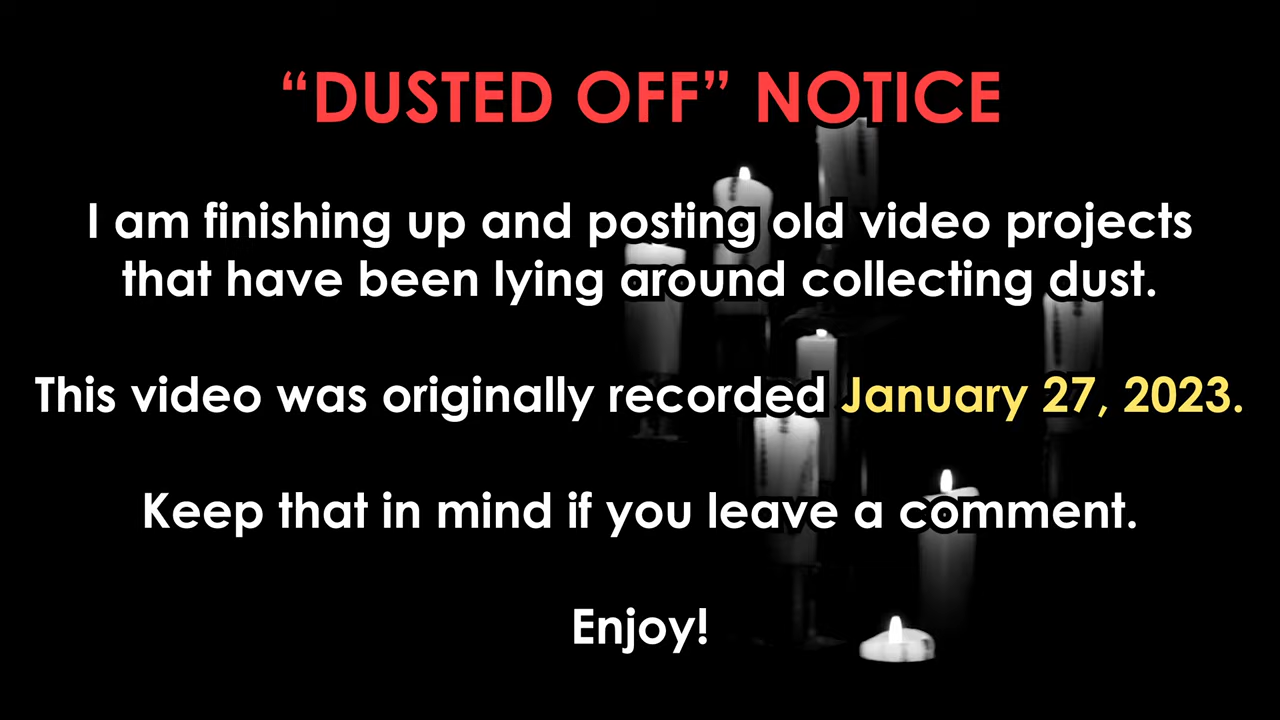 “DUSTED OFF” NOTICE
I am finishing up and posting old video projects
that have been lying around collecting dust.
This video was originally recorded January 27, 2023.
Keep that in mind if you leave a comment.
Enjoy!